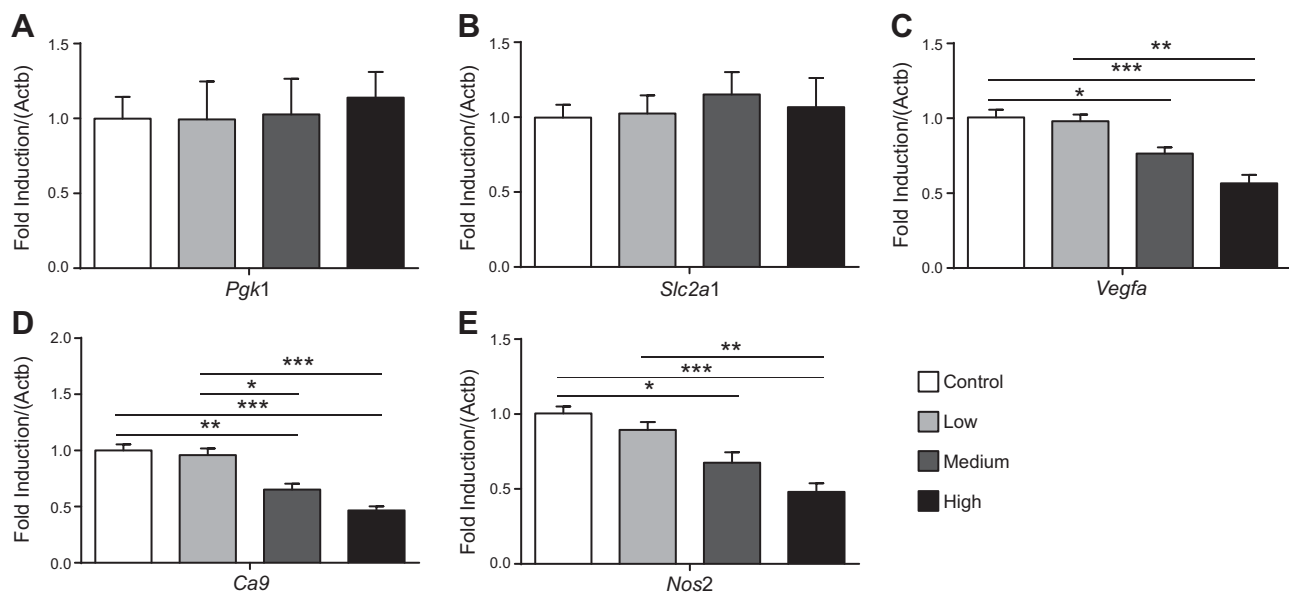 A
Fold Induction/(Actb)
1.5
1.0
0.5
0.0
Pgk1
B
Fold Induction/(Actb)
1.5
1.0
0.5
0.0
Slc2a1
C
Fold Induction/(Actb)
1.5
1.0
0.5
0.0
**
***
*
Vegfa
D
Fold Induction/(Actb)
2.0
1.5
1.0
0.5
0.0
***
*
***
**
Ca9
E
Fold Induction/(Actb)
1.5
1.0
0.5
0.0
**
***
*
Nos2
Control
Low
Medium
High